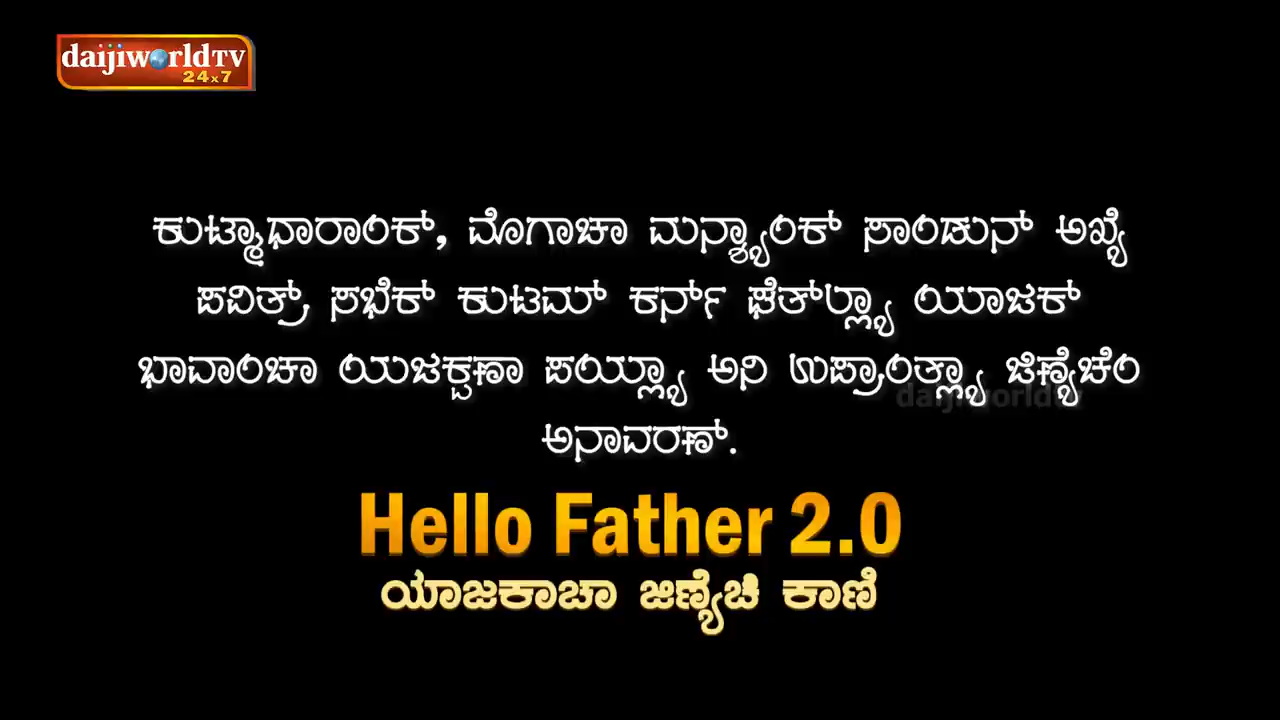 daijiworldTV
24x7
ಕುಟ್ಮಾಧಾರಾಂಕ್, ಮೊಗಾಚಾ ಮನ್ಶ್ಯಾಂಕ್ ಸಾಂಡುನ್ ಅಖ್ಯೆ
ಪವಿತ್ರ್ ಸಭೆಕ್ ಕುಟಮ್ ಕರ್ನ್ ಘೆತ್‌ಲ್ಲ್ಯಾ ಯಾಜಕ್
ಭಾವಾಂಚಾ ಯಜಕ್ಪಣಾ ಪಯ್ಲ್ಯಾ ಅನಿ ಉಪ್ರಾಂತ್ಲ್ಯಾ ಜಿಣ್ಯೆಚೆಂ
daijiworldtv
ಅನಾವರಣ್.
Hello Father 2.0
ಯಾಜಕಾಚಾ ಜಿಣ್ಯೆಚಿ ಕಾಣಿ